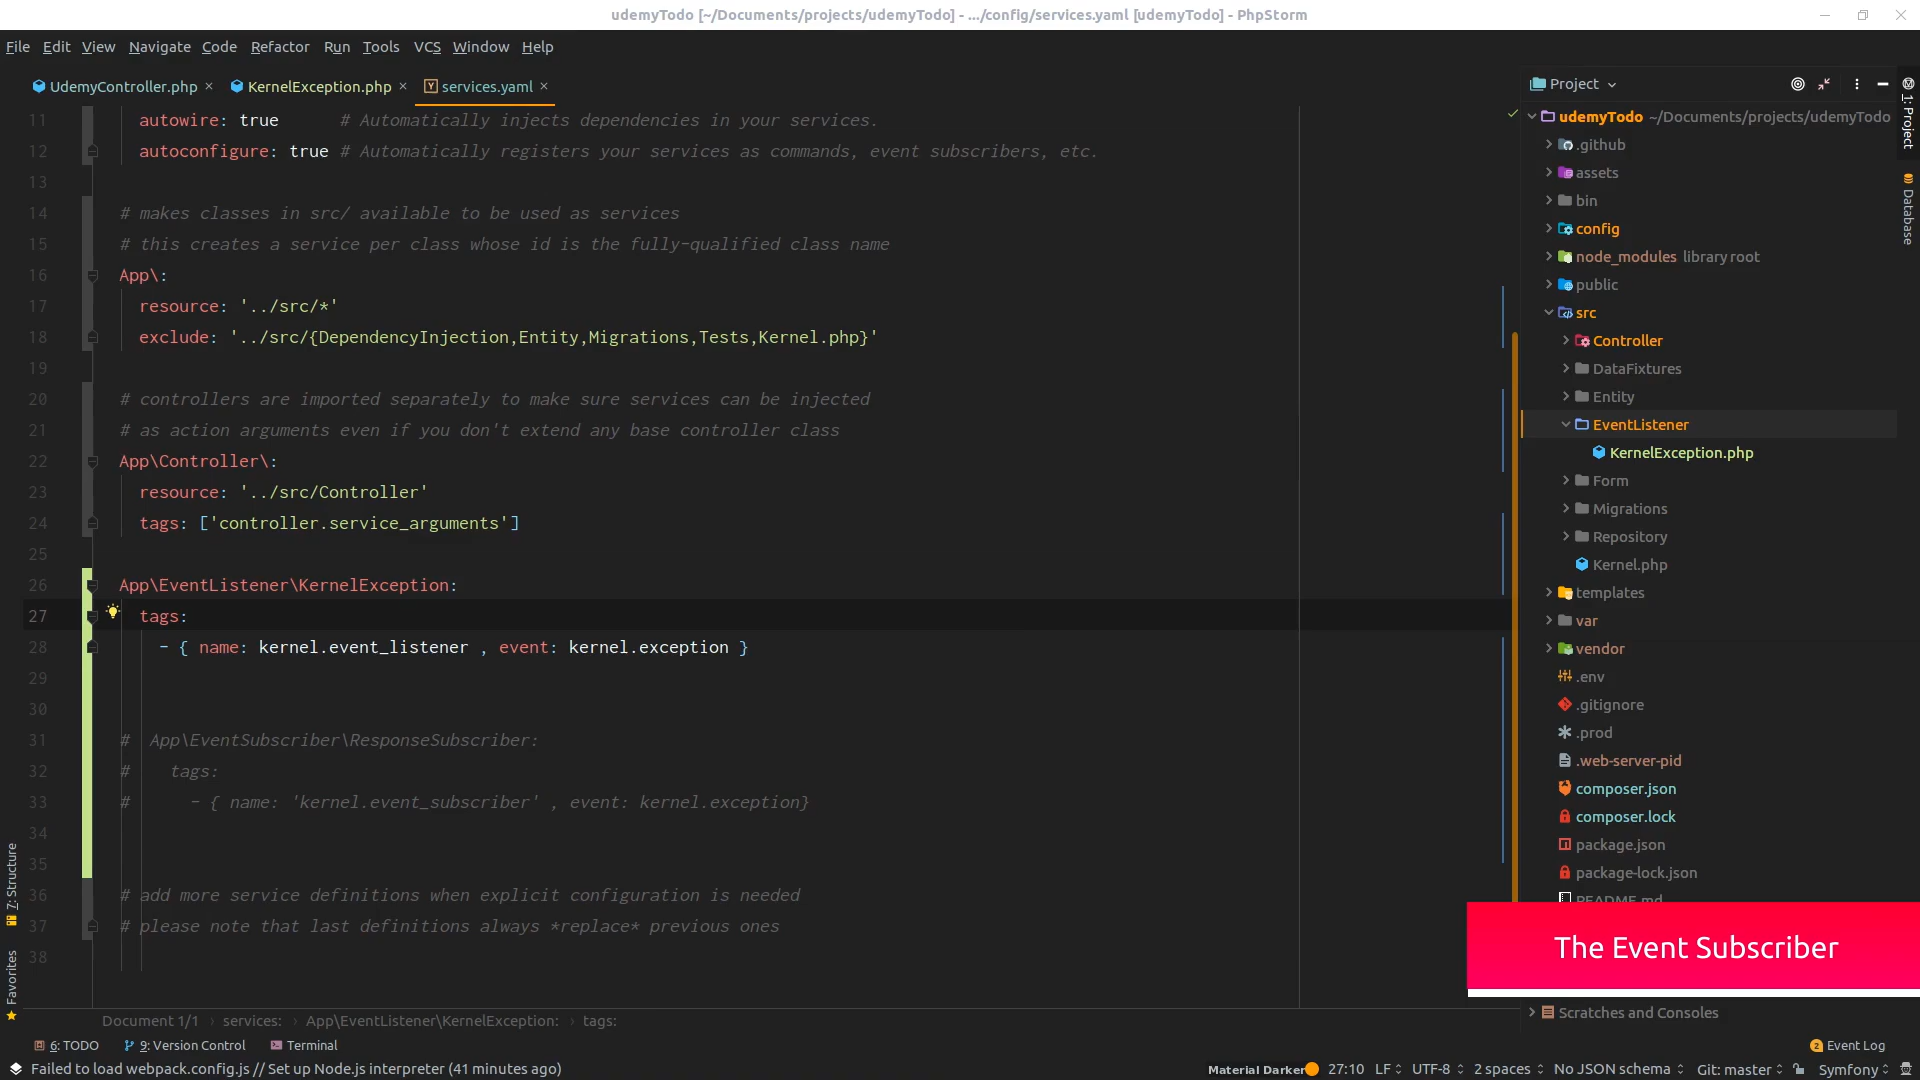 udemyTodo [~/Documents/projects/udemyTodo] - .../config/services.yaml [udemyTodo] - PhpStorm
File Edit View Navigate Code Refactor Run Tools VCS Window Help
UdemyController.php × KernelException.php × services.yaml ×
11 autowire: true # Automatically injects dependencies in your services.
12 autoconfigure: true # Automatically registers your services as commands, event subscribers, etc.
13
14 # makes classes in src/ available to be used as services
15 # this creates a service per class whose id is the fully-qualified class name
16 App\:
17 resource: '../src/*'
18 exclude: '../src/{DependencyInjection,Entity,Migrations,Tests,Kernel.php}'
19
20 # controllers are imported separately to make sure services can be injected
21 # as action arguments even if you don't extend any base controller class
22 App\Controller\:
23 resource: '../src/Controller'
24 tags: ['controller.service_arguments']
25
26 App\EventListener\KernelException:
27 tags:
28 - { name: kernel.event_listener , event: kernel.exception }
29
30
31 # App\EventSubscriber\ResponseSubscriber:
32 # tags:
33 # - { name: 'kernel.event_subscriber' , event: kernel.exception}
34
35
36 # add more service definitions when explicit configuration is needed
37 # please note that last definitions always *replace* previous ones
38
Document 1/1 › services: › App\EventListener\KernelException: › tags:
Project
udemyTodo ~/Documents/projects/udemyTodo
.github
assets
bin
config
node_modules library root
public
src
Controller
DataFixtures
Entity
EventListener
KernelException.php
Form
Migrations
Repository
Kernel.php
templates
var
vendor
.env
.gitignore
.prod
.web-server-pid
composer.json
composer.lock
package.json
package-lock.json
README.md
The Event Subscriber
Scratches and Consoles
1: Project
Database
7: Structure
Favorites
6: TODO 9: Version Control Terminal
2 Event Log
Failed to load webpack.config.js // Set up Node.js interpreter (41 minutes ago)
Material Darker 27:10 LF UTF-8 2 spaces No JSON schema Git: master Symfony